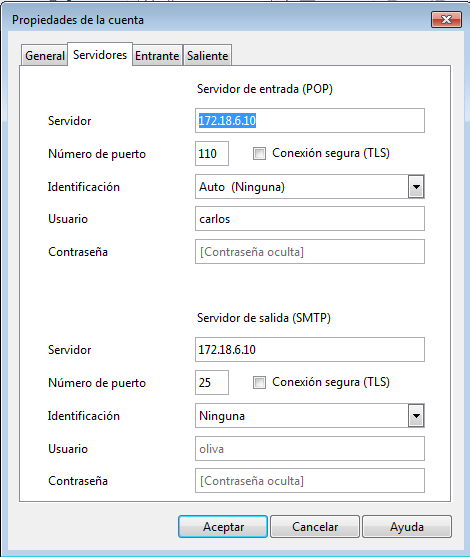 Propiedades de la cuenta
General Servidores Entrante Saliente
Servidor de entrada (POP)
Servidor 172.18.6.10
Número de puerto 110 Conexión segura (TLS)
Identificación Auto (Ninguna)
Usuario carlos
Contraseña [Contraseña oculta]
Servidor de salida (SMTP)
Servidor 172.18.6.10
Número de puerto 25 Conexión segura (TLS)
Identificación Ninguna
Usuario oliva
Contraseña [Contraseña oculta]
Aceptar Cancelar Ayuda